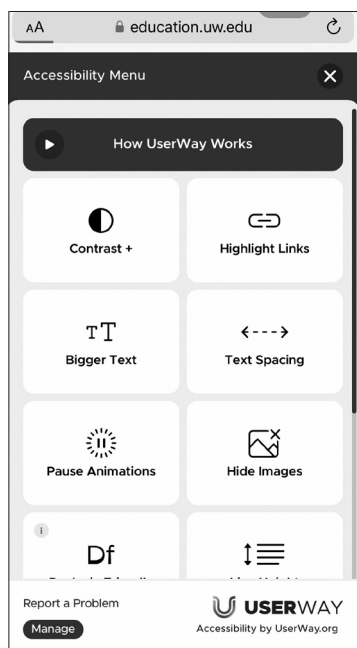 AA education.uw.edu
Accessibility Menu
How UserWay Works
Contrast +
Highlight Links
TT
Bigger Text
Text Spacing
Pause Animations
Hide Images
i
Df
Report a Problem
Manage
USERWAY
Accessibility by UserWay.org